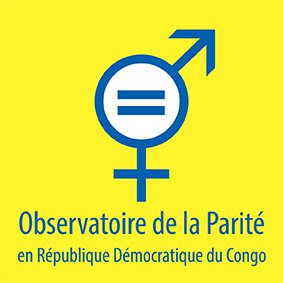 Observatoire de la Parité
en République Démocratique du Congo